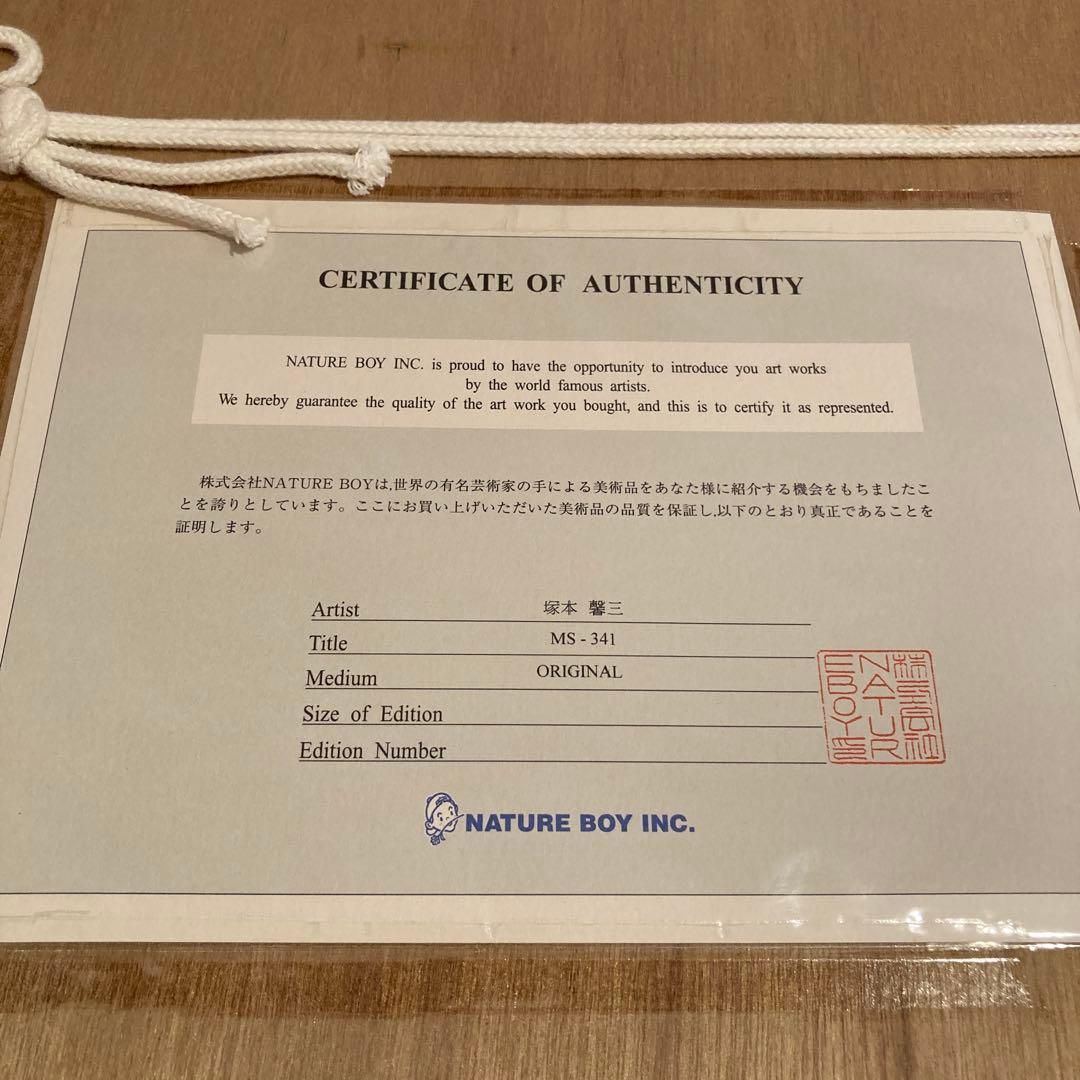 CERTIFICATE OF AUTHENTICITY
NATURE BOY INC. is proud to have the opportunity to introduce you art works
by the world famous artists.
We hereby guarantee the quality of the art work you bought, and this is to certify it as represented.
株式会社NATURE BOYは,世界の有名芸術家の手による美術品をあなた様に紹介する機会をもちましたこ
とを誇りとしています。ここにお買い上げいただいた美術品の品質を保証し,以下のとおり真正であることを
証明します。
Artist 塚本 馨三
Title MS - 341
Medium ORIGINAL
Size of Edition
Edition Number
株式会社
NATUR
EBOY
NATURE BOY INC.